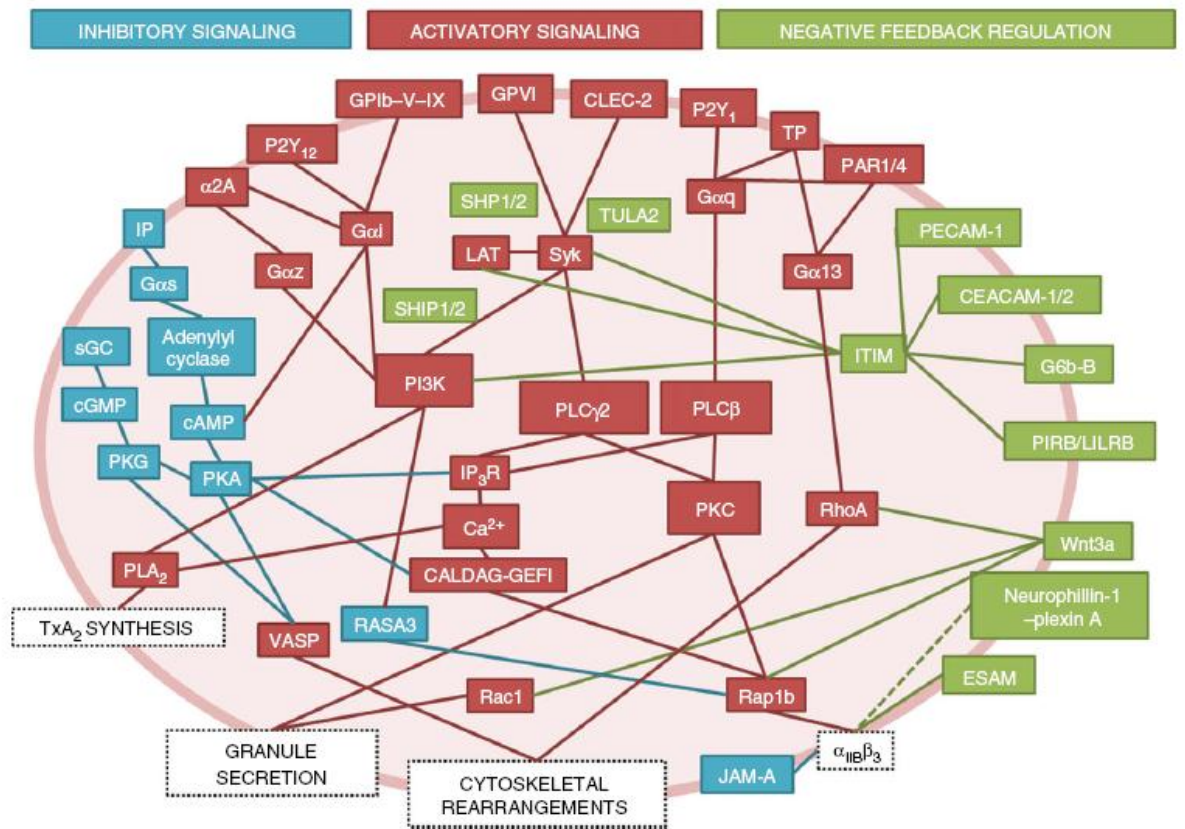 INHIBITORY SIGNALING
ACTIVATORY SIGNALING
NEGATIVE FEEDBACK REGULATION
GPIb–V–IX
GPVI
CLEC-2
P2Y₁
TP
P2Y₁₂
PAR1/4
α2A
SHP1/2
TULA2
Gαq
IP
Gαi
PECAM-1
LAT
Syk
Gαz
Gα13
Gαs
CEACAM-1/2
SHIP1/2
Adenylyl
cyclase
sGC
ITIM
G6b-B
PI3K
cGMP
PLCγ2
PLCβ
cAMP
PIRB/LILRB
PKG
PKA
IP₃R
PKC
RhoA
Ca²⁺
Wnt3a
PLA₂
CALDAG-GEFI
Neurophillin-1
–plexin A
TxA₂ SYNTHESIS
VASP
RASA3
ESAM
Rac1
Rap1b
GRANULE
SECRETION
αIIBβ₃
JAM-A
CYTOSKELETAL
REARRANGEMENTS